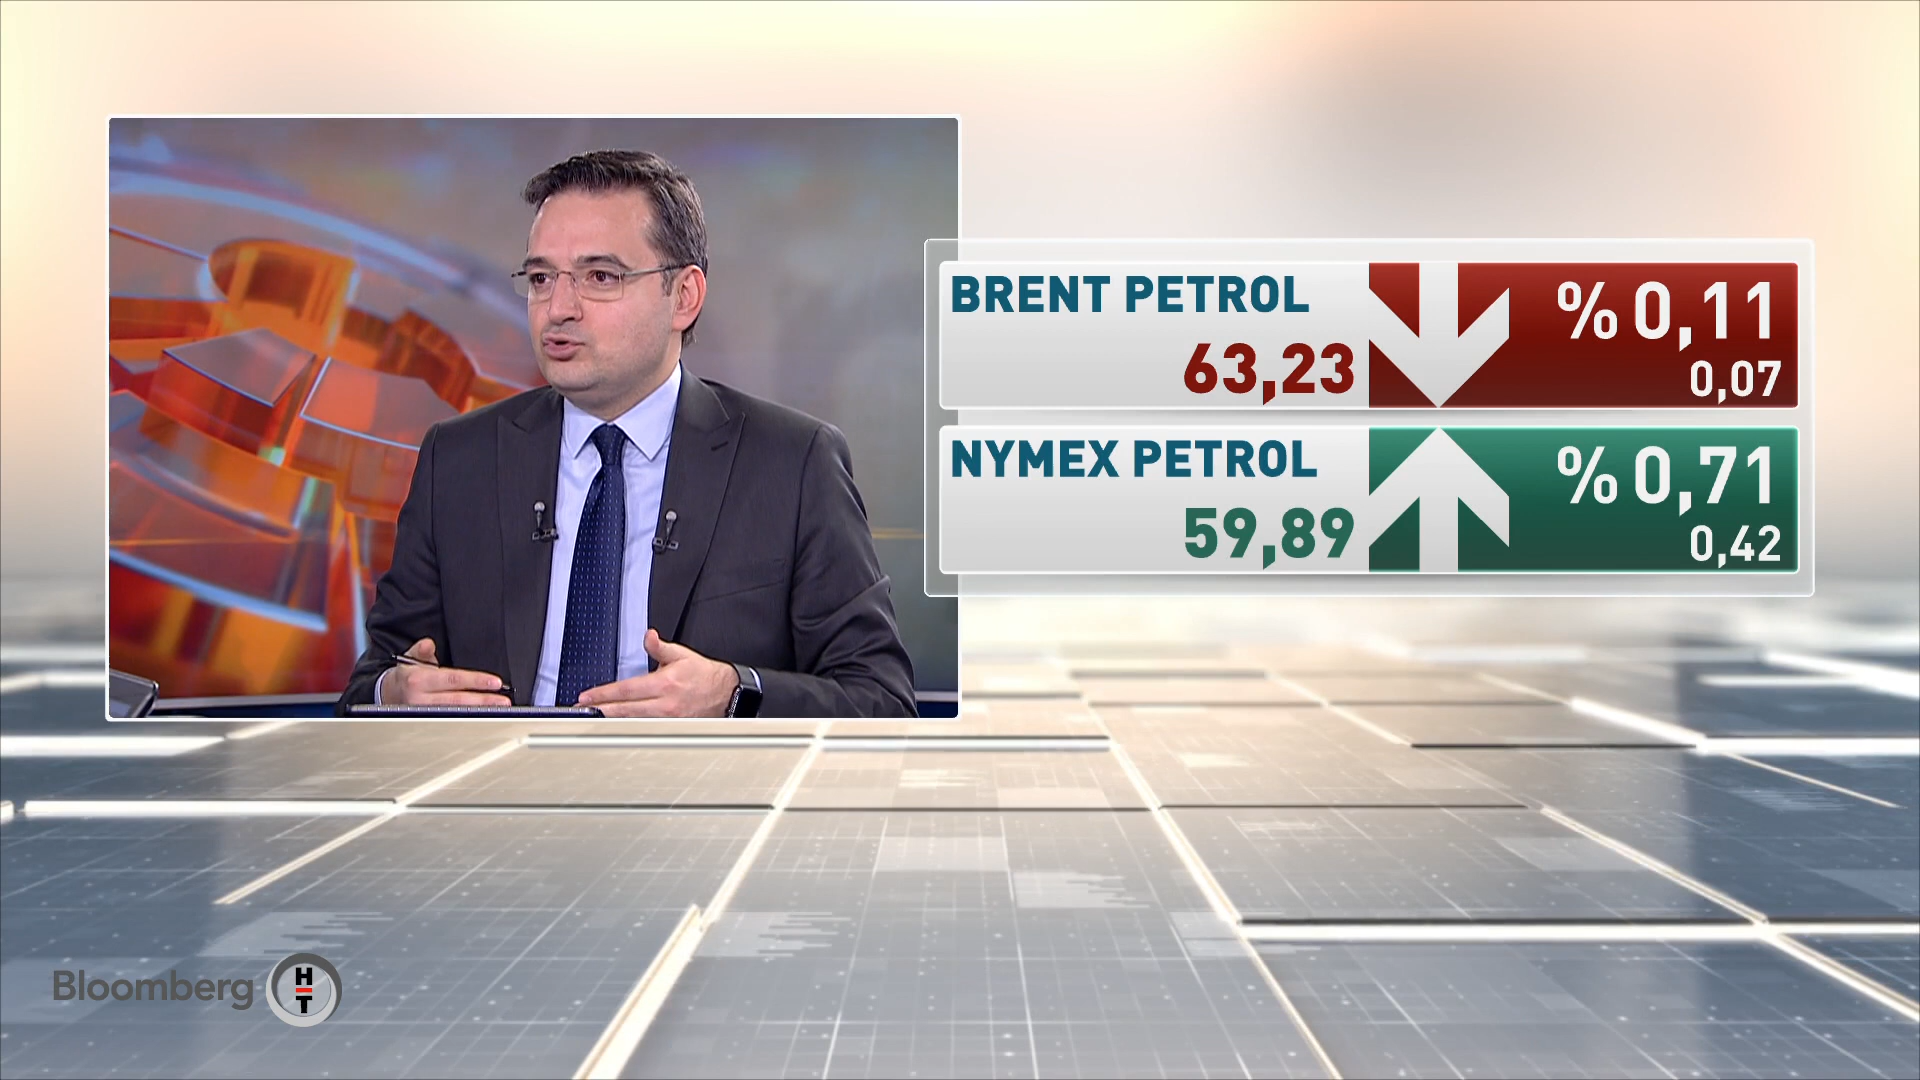 BRENT PETROL
63,23
% 0,11
0,07
NYMEX PETROL
59,89
% 0,71
0,42
Bloomberg HT